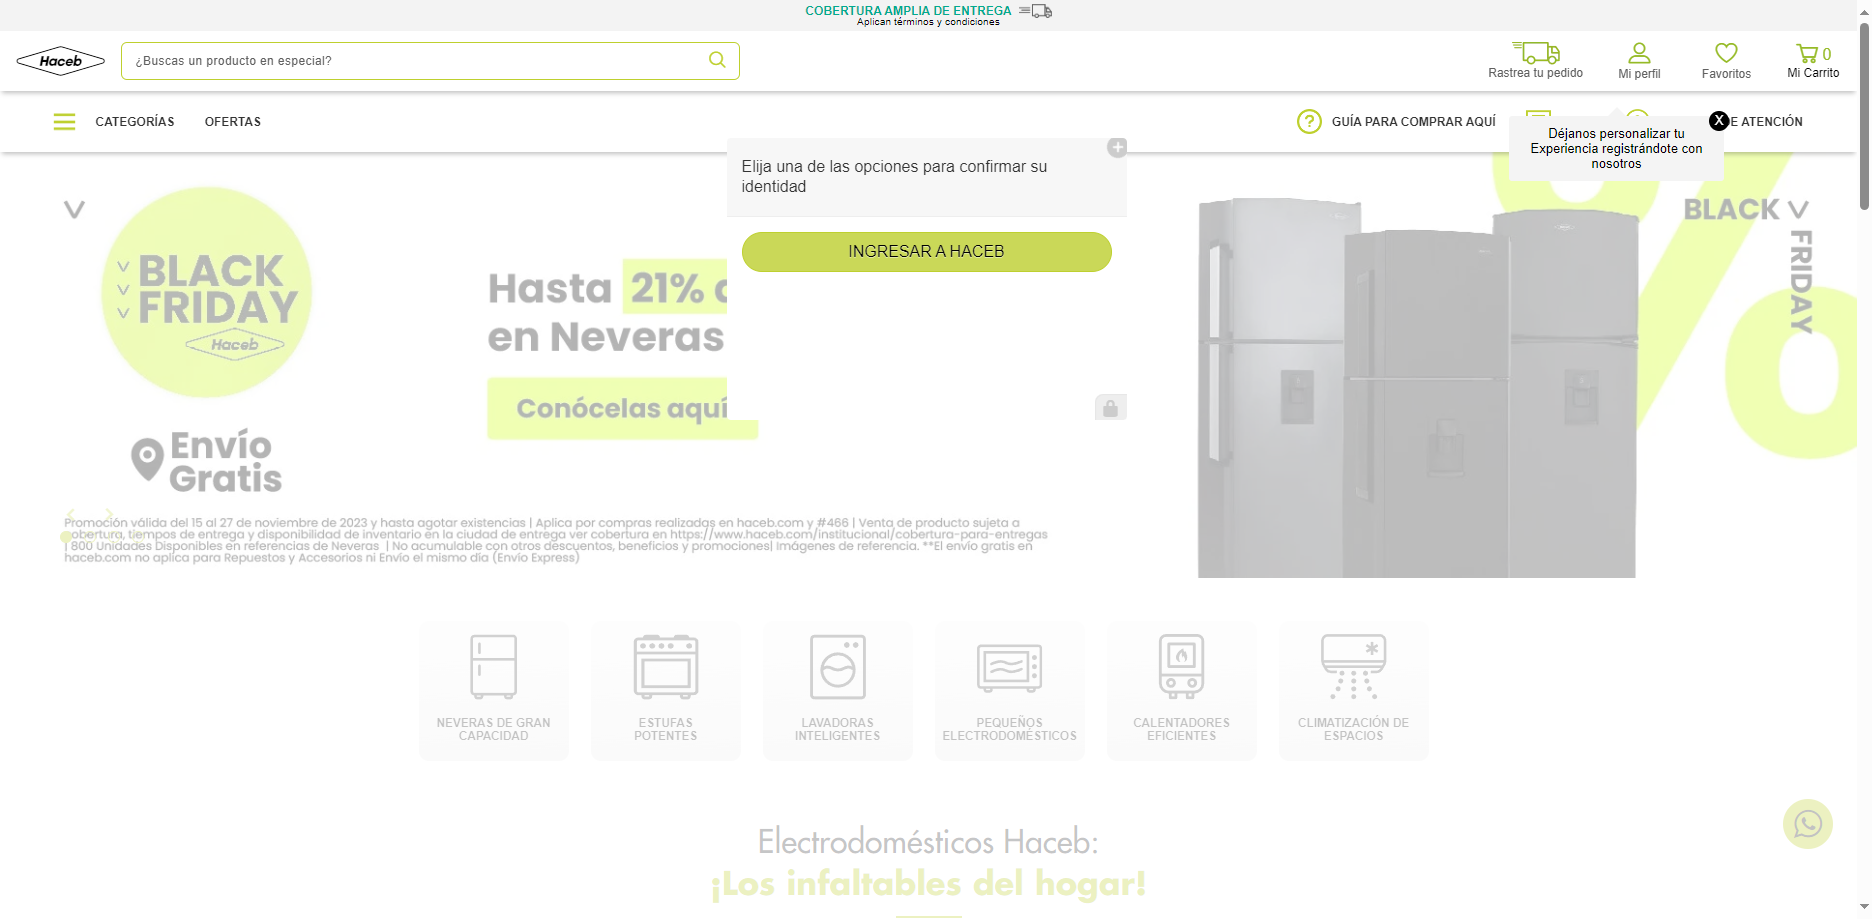 COBERTURA AMPLIA DE ENTREGA
Aplican términos y condiciones
Haceb
¿Buscas un producto en especial?
Rastrea tu pedido
Mi perfil
Favoritos
0
Mi Carrito
CATEGORÍAS
OFERTAS
GUÍA PARA COMPRAR AQUÍ
X
E ATENCIÓN
Déjanos personalizar tu
Experiencia registrándote con
nosotros
Elija una de las opciones para confirmar su
identidad
INGRESAR A HACEB
BLACK
FRIDAY
Haceb
Envío
Gratis
Hasta 21%
en Neveras
Conócelas aquí
BLACK
FRIDAY
%
Promoción válida del 15 al 27 de noviembre de 2023 y hasta agotar existencias | Aplica por compras realizadas en haceb.com y #466 | Venta de producto sujeta a
cobertura, tiempos de entrega y disponibilidad de inventario en la ciudad de entrega ver cobertura en https://www.haceb.com/institucional/cobertura-para-entregas
| 800 Unidades Disponibles en referencias de Neveras | No acumulable con otros descuentos, beneficios y promociones| Imágenes de referencia. **El envío gratis en
haceb.com no aplica para Repuestos y Accesorios ni Envío el mismo día (Envío Express)
NEVERAS DE GRAN
CAPACIDAD
ESTUFAS
POTENTES
LAVADORAS
INTELIGENTES
PEQUEÑOS
ELECTRODOMÉSTICOS
CALENTADORES
EFICIENTES
CLIMATIZACIÓN DE
ESPACIOS
Electrodomésticos Haceb:
¡Los infaltables del hogar!